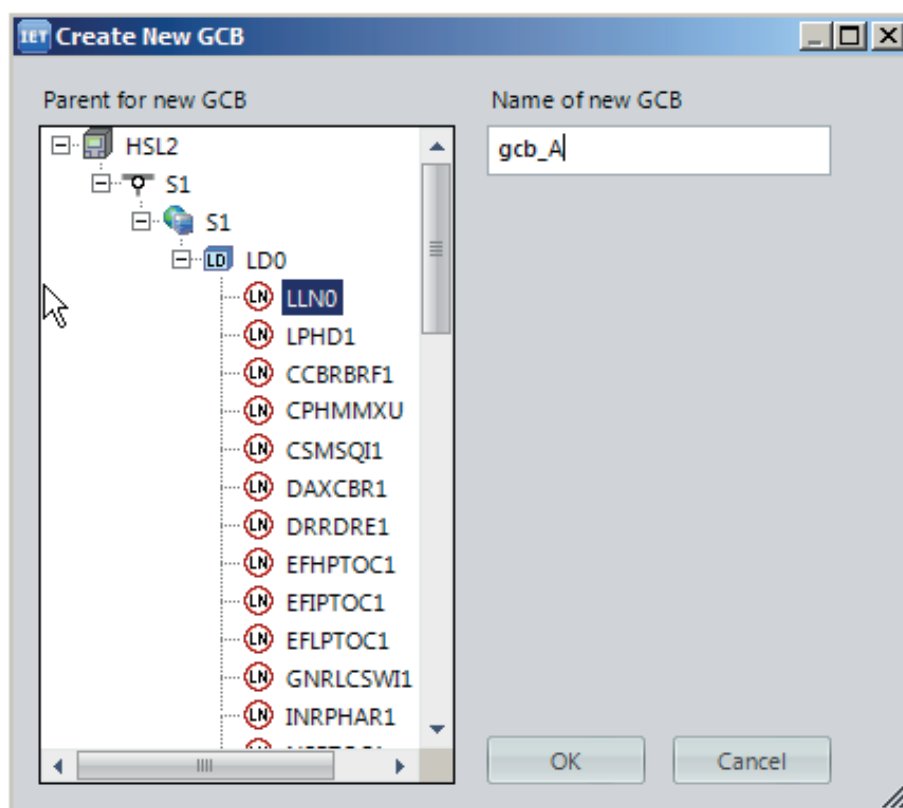 IET Create New GCB
Parent for new GCB
HSL2
S1
S1
LD LD0
LN LLN0
LN LPHD1
LN CCBRBRF1
LN CPHMMXU
LN CSMSQI1
LN DAXCBR1
LN DRRDRE1
LN EFHPTOC1
LN EFIPTOC1
LN EFLPTOC1
LN GNRLCSWI1
LN INRPHAR1
Name of new GCB
gcb_A
OK
Cancel